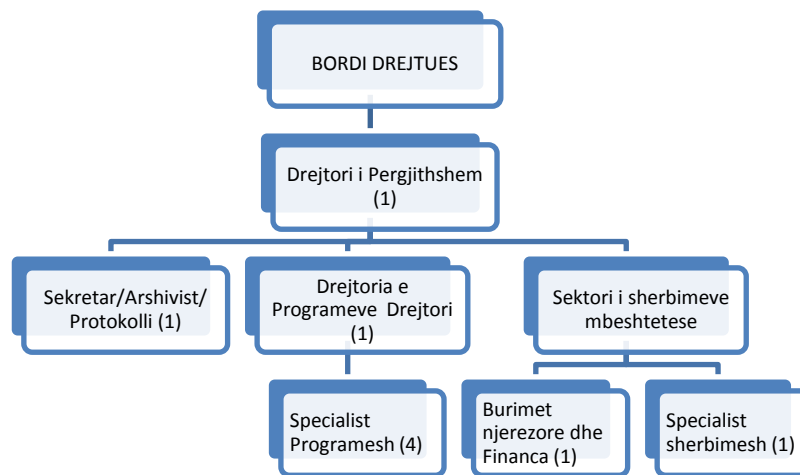 BORDI DREJTUES
Drejtori i Pergjithshem
(1)
Sekretar/Arshivist/
Protokolli (1)
Drejtoria e
Programeve Drejtori
(1)
Sektori i sherbimeve
mbeshtetese
Specialist
Programesh (4)
Burimet
njerezore dhe
Financa (1)
Specialist
sherbimesh (1)